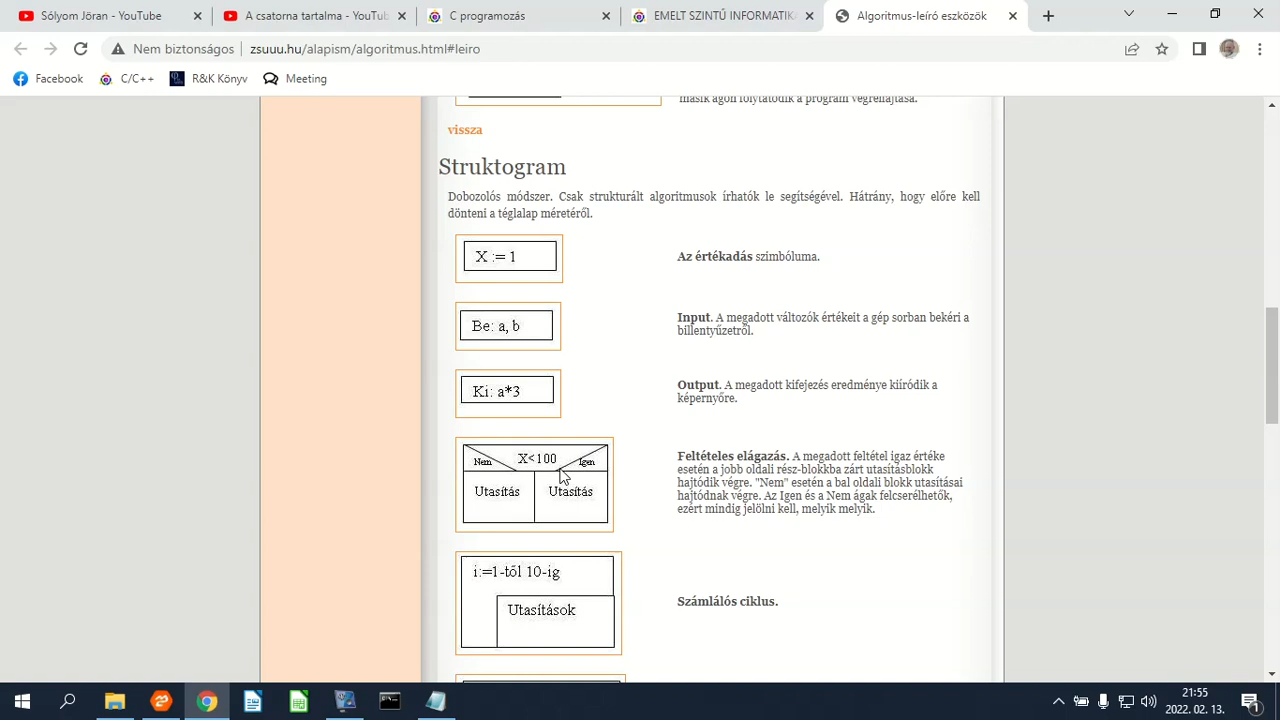 Sólyom Jóran - YouTube
A csatorna tartalma - YouTu
C programozás
EMELT SZINTŰ INFORMATIKA
Algoritmus-leíró eszközök
Nem biztonságos
zsuuu.hu/alapism/algoritmus.html#leiro
Facebook
C/C++
R&K Könyv
Meeting
másik ágon folytatódik a program végrehajtása.
vissza
Struktogram
Dobozolós módszer. Csak strukturált algoritmusok írhatók le segítségével. Hátrány, hogy előre kell
dönteni a téglalap méretéről.
X := 1
Az értékadás szimbóluma.
Be: a, b
Input. A megadott változók értékeit a gép sorban bekéri a
billentyűzetről.
Ki: a*3
Output. A megadott kifejezés eredménye kiíródik a
képernyőre.
Nem
X<100
Igen
Utasítás
Utasítás
Feltételes elágazás. A megadott feltétel igaz értéke
esetén a jobb oldali rész-blokkba zárt utasításblokk
hajtódik végre. "Nem" esetén a bal oldali blokk utasításai
hajtódnak végre. Az Igen és a Nem ágak felcserélhetők,
ezért mindig jelölni kell, melyik melyik.
i:=1-től 10-ig
Utasítások
Számlálós ciklus.
21:55
2022. 02. 13.
1